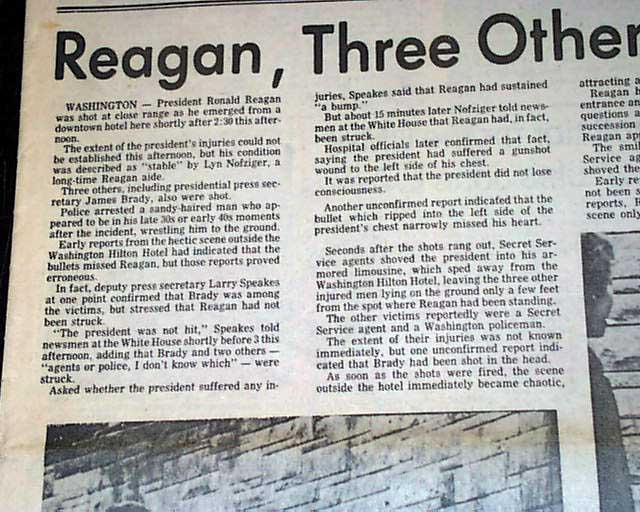 Reagan, Three Other
WASHINGTON — President Ronald Reagan
was shot at close range as he emerged from a
downtown hotel here shortly after 2:30 this after-
noon.
The extent of the president's injuries could not
be established this afternoon, but his condition
was described as "stable" by Lyn Nofziger, a
long-time Reagan aide.
Three others, including presidential press sec-
retary James Brady, also were shot.
Police arrested a sandy-haired man who ap-
peared to be in his late 30s or early 40s moments
after the incident, wrestling him to the ground.
Early reports from the hectic scene outside the
Washington Hilton Hotel had indicated that the
bullets missed Reagan, but those reports proved
erroneous.
In fact, deputy press secretary Larry Speakes
at one point confirmed that Brady was among
the victims, but stressed that Reagan had not
been struck.
"The president was not hit," Speakes told
newsmen at the White House shortly before 3 this
afternoon, adding that Brady and two others —
"agents or police, I don't know which" — were
struck.
Asked whether the president suffered any in-
juries, Speakes said that Reagan had sustained
"a bump."
But about 15 minutes later Nofziger told news-
men at the White House that Reagan had, in fact,
been struck.
Hospital officials later confirmed that fact,
saying the president had suffered a gunshot
wound to the left side of his chest.
It was reported that the president did not lose
consciousness.
Another unconfirmed report indicated that the
bullet which ripped into the left side of the
president's chest narrowly missed his heart.
Seconds after the shots rang out, Secret Ser-
vice agents shoved the president into his ar-
mored limousine, which sped away from the
Washington Hilton Hotel, leaving the three other
injured men lying on the ground only a few feet
from the spot where Reagan had been standing.
The other victims reportedly were a Secret
Service agent and a Washington policeman.
The extent of their injuries was not known
immediately, but one unconfirmed report indi-
cated that Brady had been shot in the head.
As soon as the shots were fired, the scene
outside the hotel immediately became chaotic,
attracting a
Reagan h
entrance a
questions a
succession
Reagan a
The smil
Service a
shoved the
Early re
not been s
reports, R
scene onl